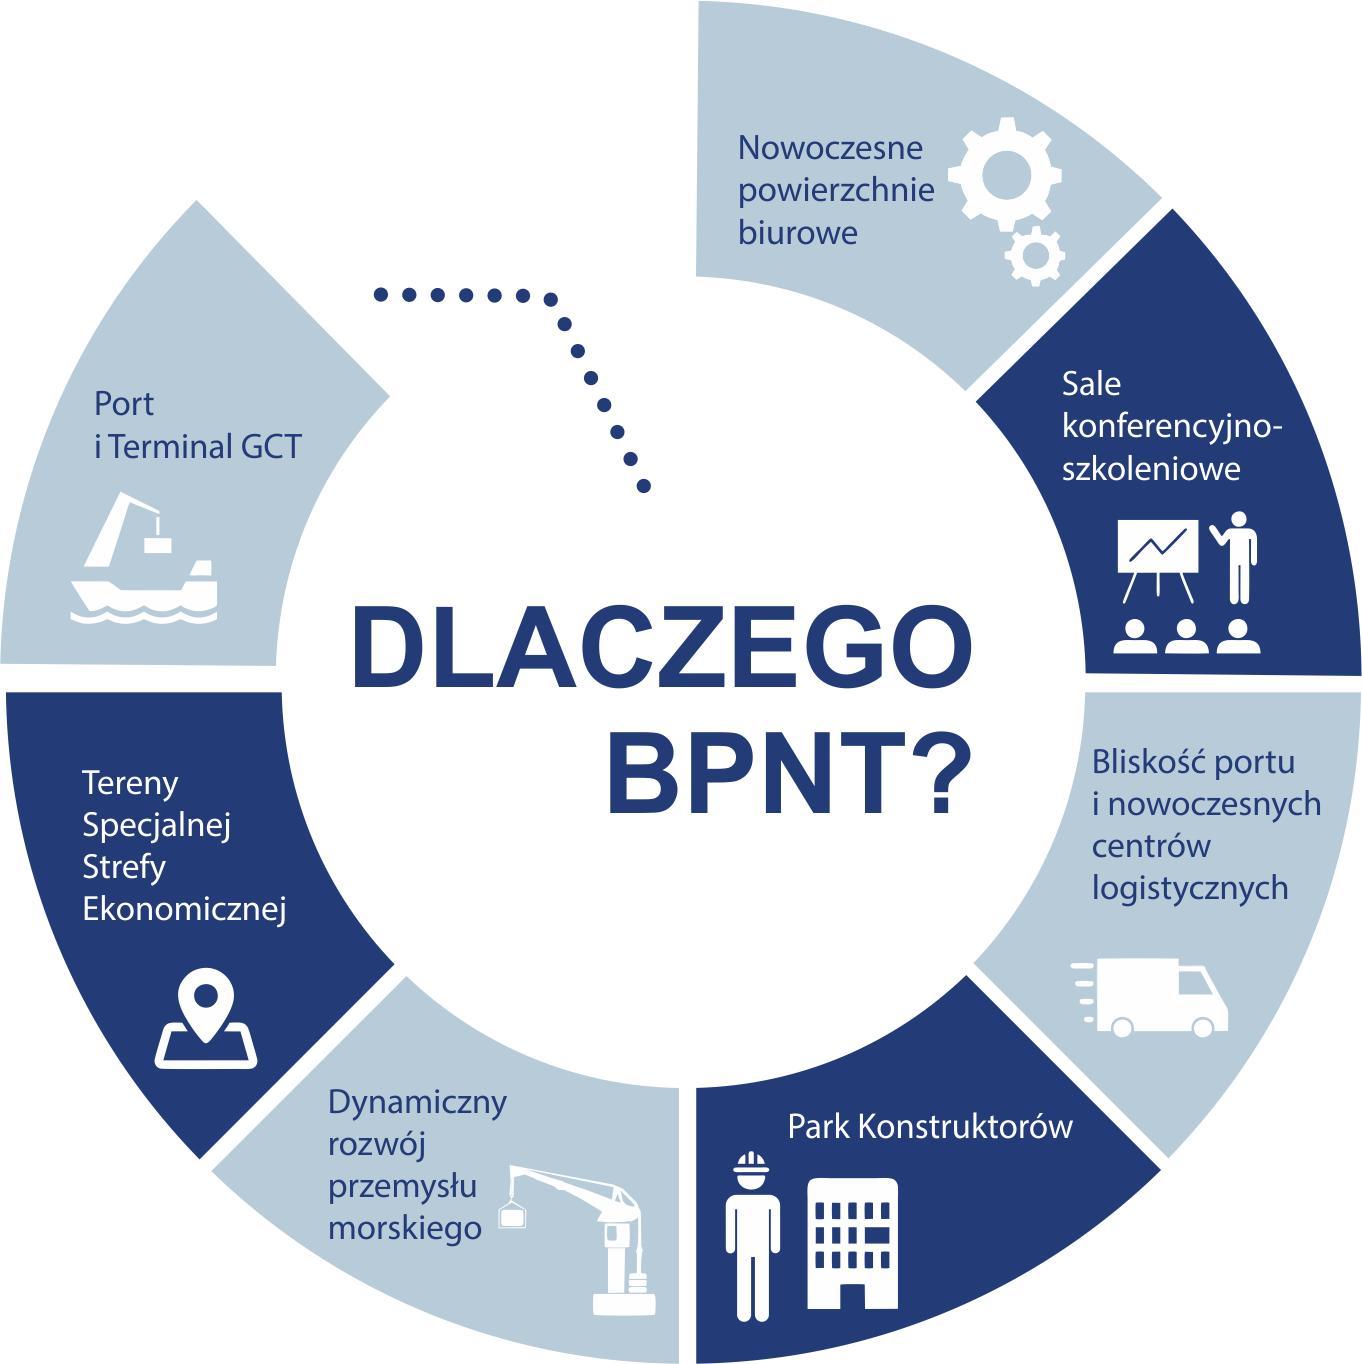 DLACZEGO
BPNT?
Nowoczesne
powierzchnie
biurowe
Sale
konferencyjno-
szkoleniowe
Bliskość portu
i nowoczesnych
centrów
logistycznych
Park Konstruktorów
Dynamiczny
rozwój
przemysłu
morskiego
Tereny
Specjalnej
Strefy
Ekonomicznej
Port
i Terminal GCT